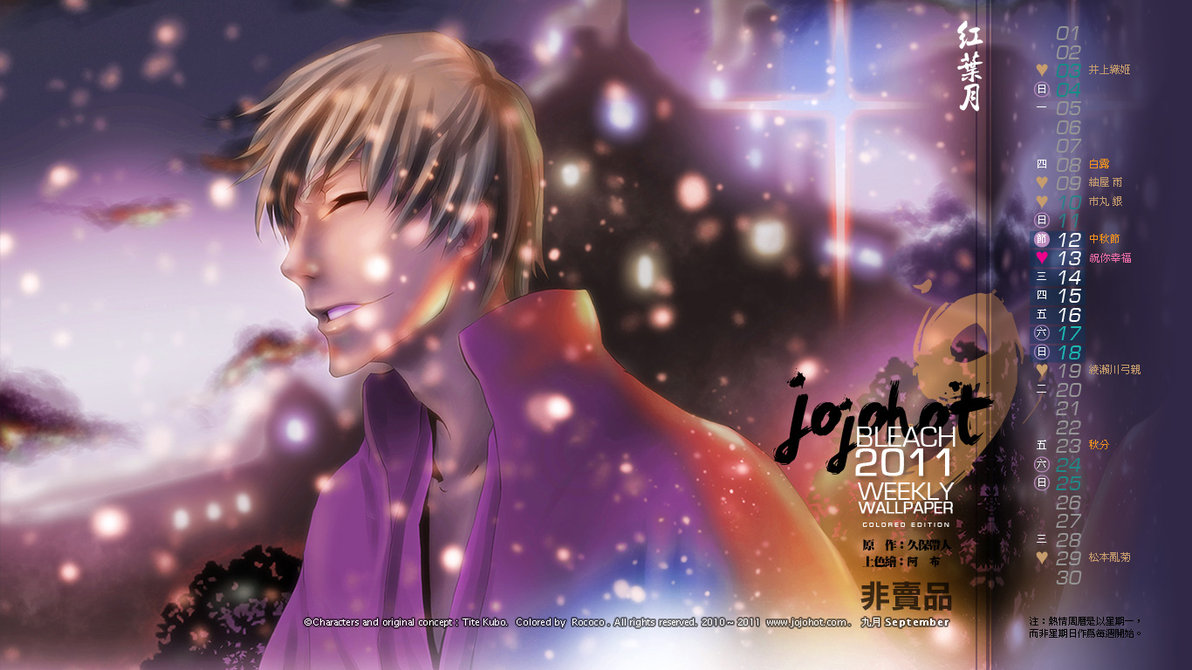 紅葉月
01
02
♥ 03 井上織姬
日 04
一 05
06
07
四 08 白露
♥ 09 紬屋 雨
♥ 10 市丸 銀
日 11
節 12 中秋節
♥ 13 祝你幸福
三 14
四 15
五 16
六 17
日 18
♥ 19 綾瀨川弓親
二 20
21
22
五 23 秋分
六 24
日 25
26
27
三 28
♥ 29 松本亂菊
30
9
jojohot
BLEACH
2011
WEEKLY
WALLPAPER
COLORED EDITION
原 作：久保帶人
上色繪：阿 布
非賣品
©Characters and original concept : Tite Kubo. Colored by Rococo . All rights reserved. 2010 ~ 2011 www.jojohot.com . 九月 September
注：熱情周曆是以星期一，
而非星期日作爲每週開始。